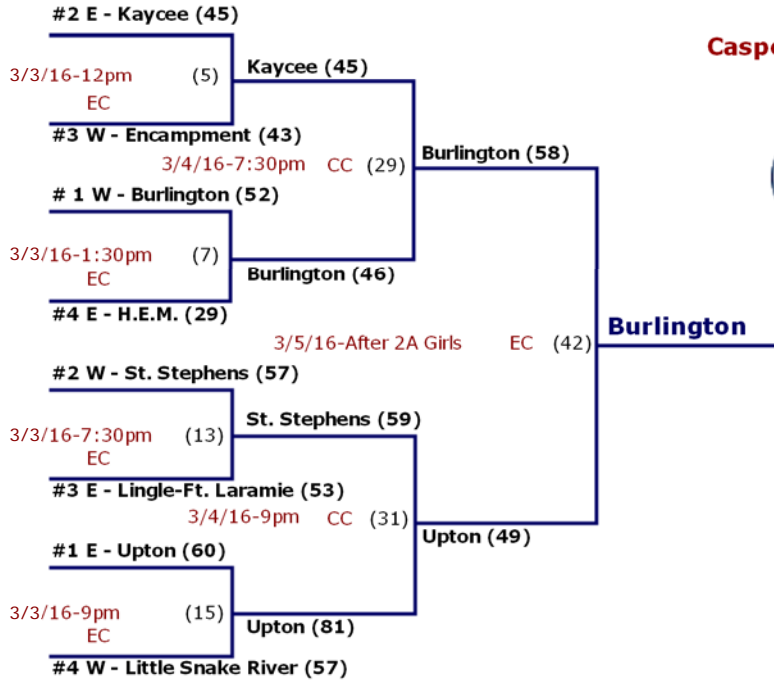 #2 E - Kaycee (45)
3/3/16-12pm (5)
EC
Kaycee (45)
#3 W - Encampment (43)
3/4/16-7:30pm CC (29)
Burlington (58)
# 1 W - Burlington (52)
3/3/16-1:30pm (7)
EC
Burlington (46)
#4 E - H.E.M. (29)
3/5/16-After 2A Girls EC (42)
Burlington
#2 W - St. Stephens (57)
3/3/16-7:30pm (13)
EC
St. Stephens (59)
#3 E - Lingle-Ft. Laramie (53)
3/4/16-9pm CC (31)
Upton (49)
#1 E - Upton (60)
3/3/16-9pm (15)
EC
Upton (81)
#4 W - Little Snake River (57)